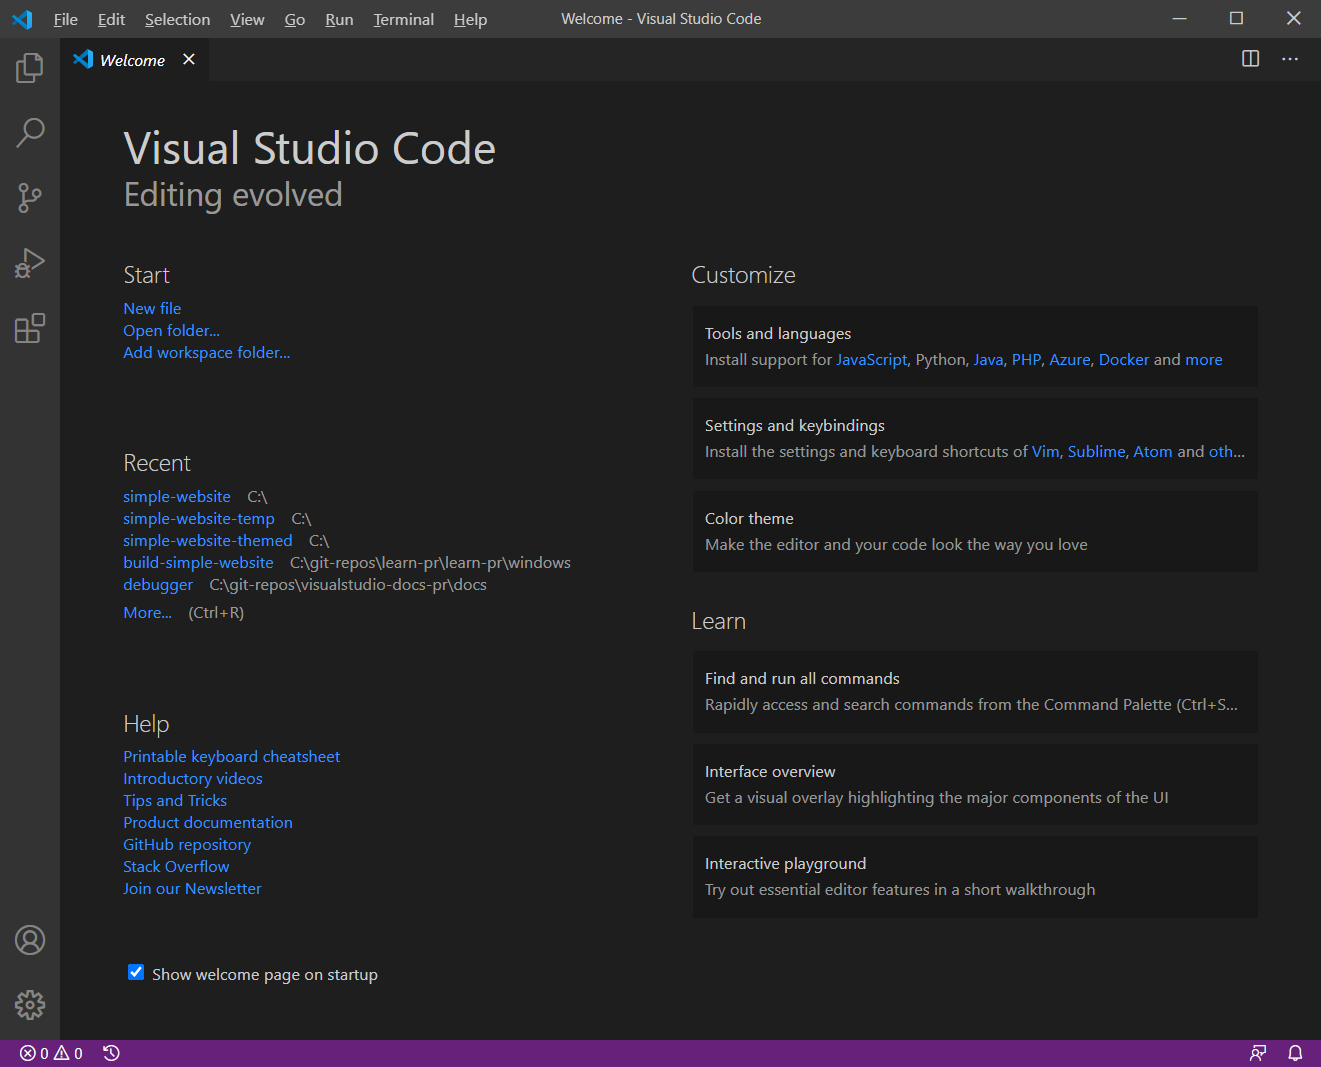 File Edit Selection View Go Run Terminal Help Welcome - Visual Studio Code
Welcome
Visual Studio Code
Editing evolved
Start
New file
Open folder...
Add workspace folder...
Recent
simple-website C:\
simple-website-temp C:\
simple-website-themed C:\
build-simple-website C:\git-repos\learn-pr\learn-pr\windows
debugger C:\git-repos\visualstudio-docs-pr\docs
More... (Ctrl+R)
Help
Printable keyboard cheatsheet
Introductory videos
Tips and Tricks
Product documentation
GitHub repository
Stack Overflow
Join our Newsletter
Show welcome page on startup
Customize
Tools and languages
Install support for JavaScript, Python, Java, PHP, Azure, Docker and more
Settings and keybindings
Install the settings and keyboard shortcuts of Vim, Sublime, Atom and oth...
Color theme
Make the editor and your code look the way you love
Learn
Find and run all commands
Rapidly access and search commands from the Command Palette (Ctrl+S...
Interface overview
Get a visual overlay highlighting the major components of the UI
Interactive playground
Try out essential editor features in a short walkthrough
0 0